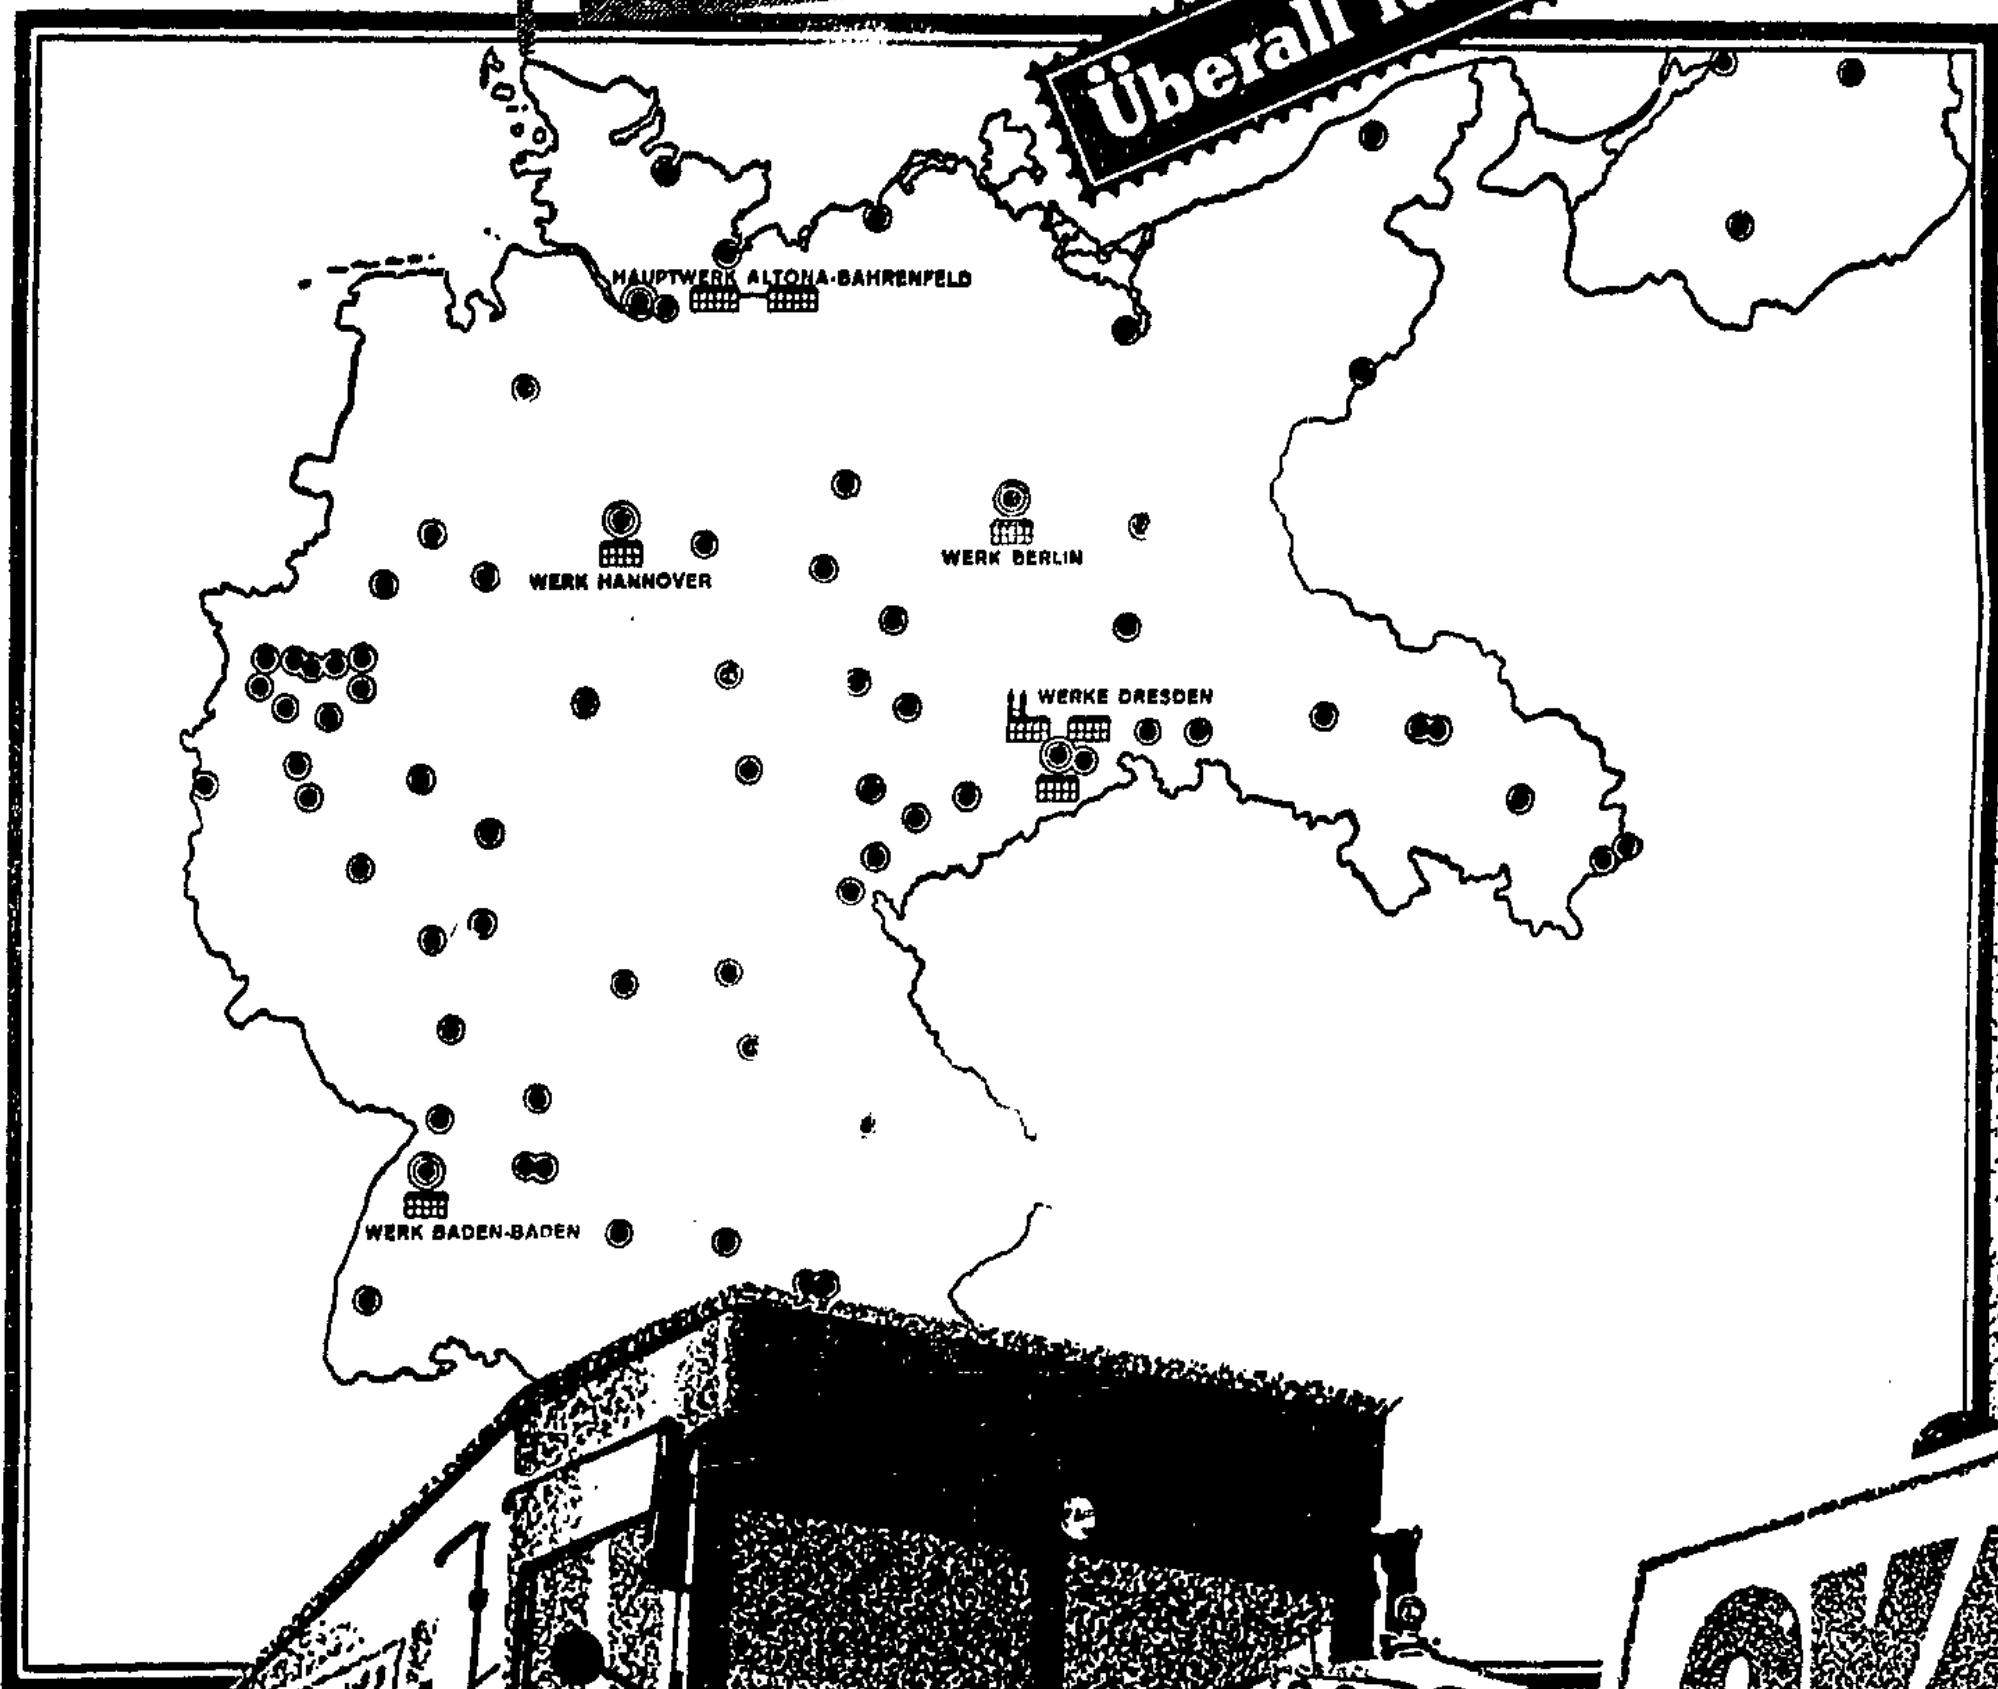 Überall
HAUPTWERK ALTONA-BAHRENFELD
WERK BERLIN
WERK HANNOVER
WERKE DRESDEN
WERK BADEN-BADEN